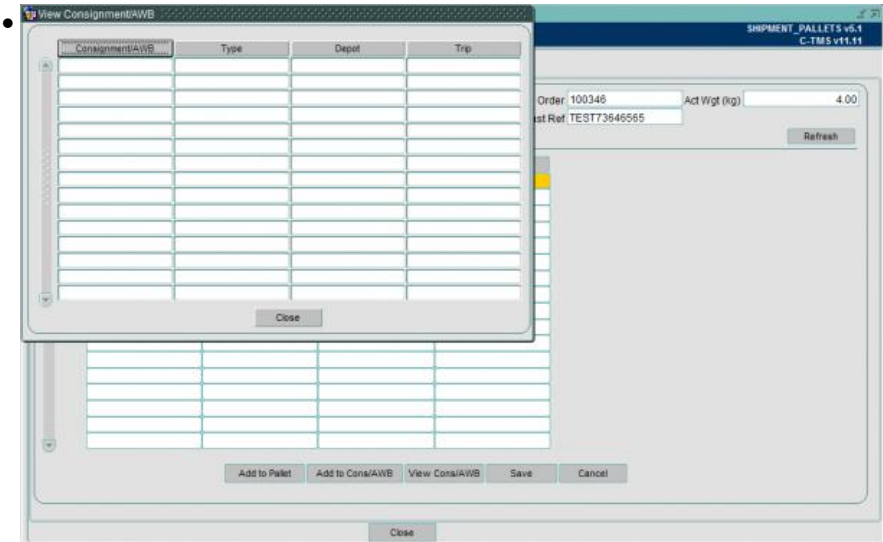 View Consignment/AWB
SHIPMENT_PALLETS v5.1
C-TMS v11.11
Consignment/AWB Type Depot Trip
Order 100346 Act Wgt (kg) 4.00
ust Ref TEST73646565
Refresh
Close
Add to Pallet Add to Cons/AWB View Cons/AWB Save Cancel
Close